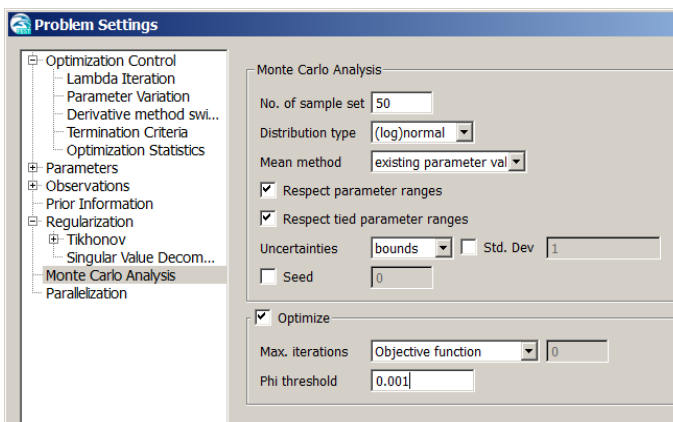 Problem Settings
Optimization Control
Lambda Iteration
Parameter Variation
Derivative method swi...
Termination Criteria
Optimization Statistics
Parameters
Observations
Prior Information
Regularization
Tikhonov
Singular Value Decom...
Monte Carlo Analysis
Parallelization
Monte Carlo Analysis
No. of sample set 50
Distribution type (log)normal
Mean method existing parameter val
Respect parameter ranges
Respect tied parameter ranges
Uncertainties bounds Std. Dev 1
Seed 0
Optimize
Max. iterations Objective function 0
Phi threshold 0.001